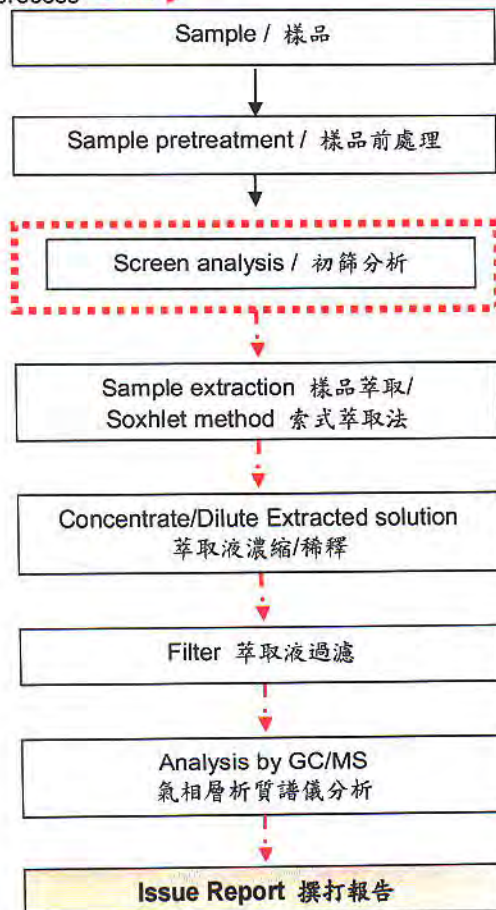 Sample / 樣品
Sample pretreatment / 樣品前處理
Screen analysis / 初篩分析
Sample extraction 樣品萃取/
Soxhlet method 索式萃取法
Concentrate/Dilute Extracted solution
萃取液濃縮/稀釋
Filter 萃取液過濾
Analysis by GC/MS
氣相層析質譜儀分析
Issue Report 撰打報告